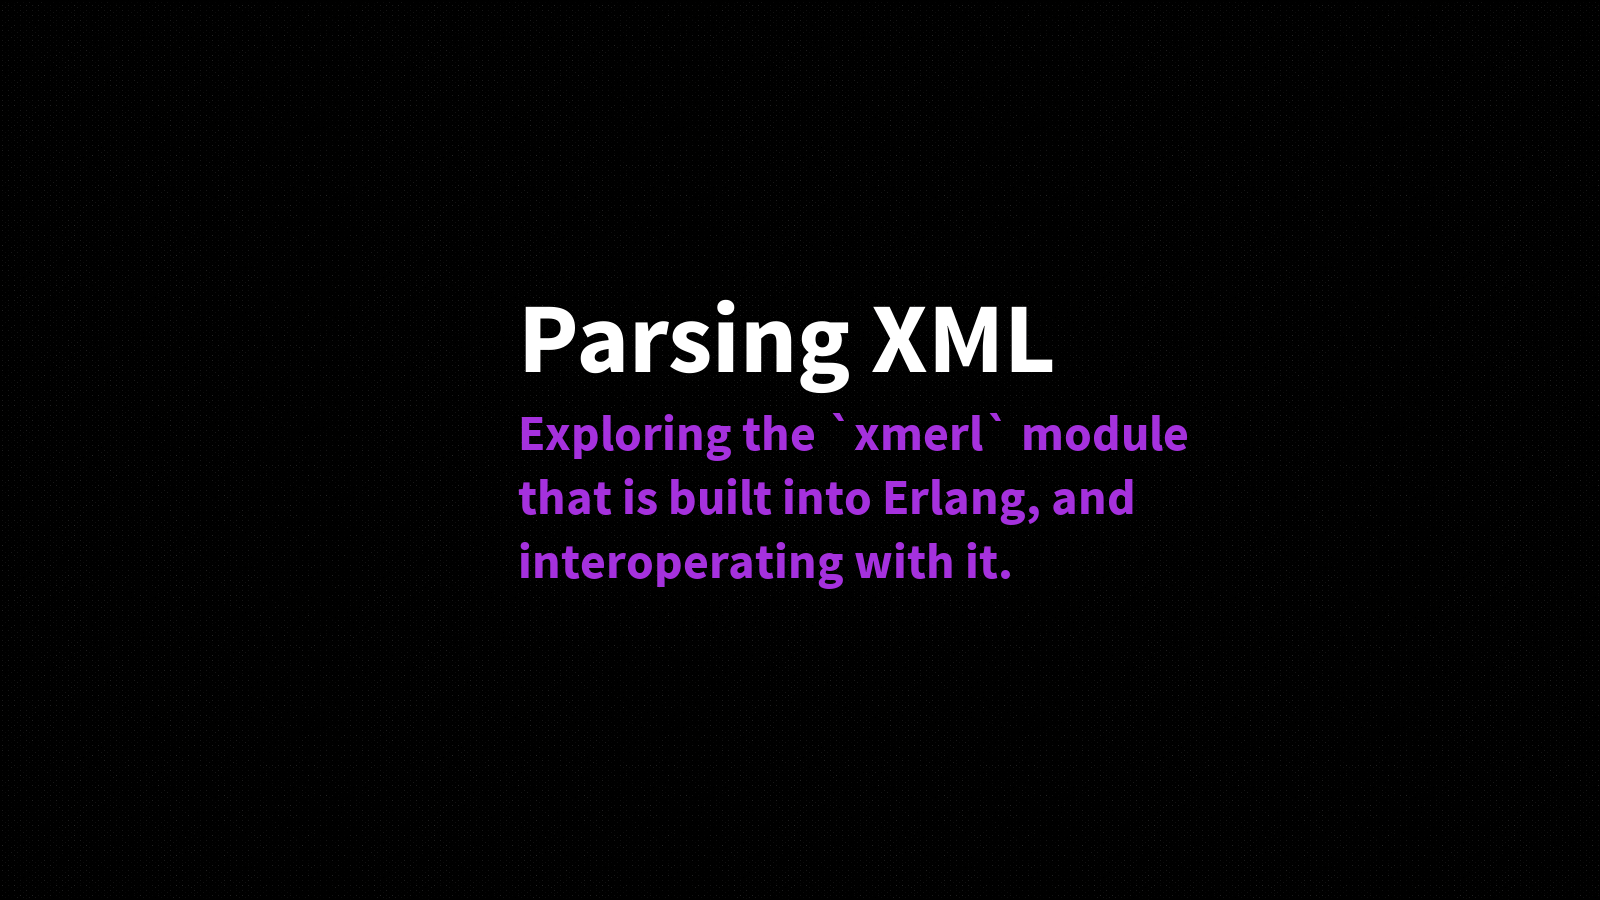 Parsing XML
Exploring the `xmerl` module
that is built into Erlang, and
interoperating with it.